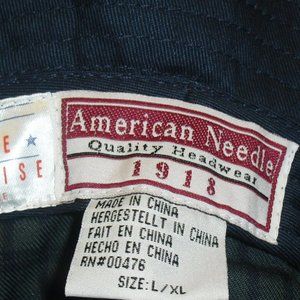 American Needle
Quality Headwear
1918
E
ISE
E
MADE IN CHINA
HERGESTELLT IN CHINA
FAIT EN CHINA
HECHO EN CHINA
RN#00476
SIZE: L/XL